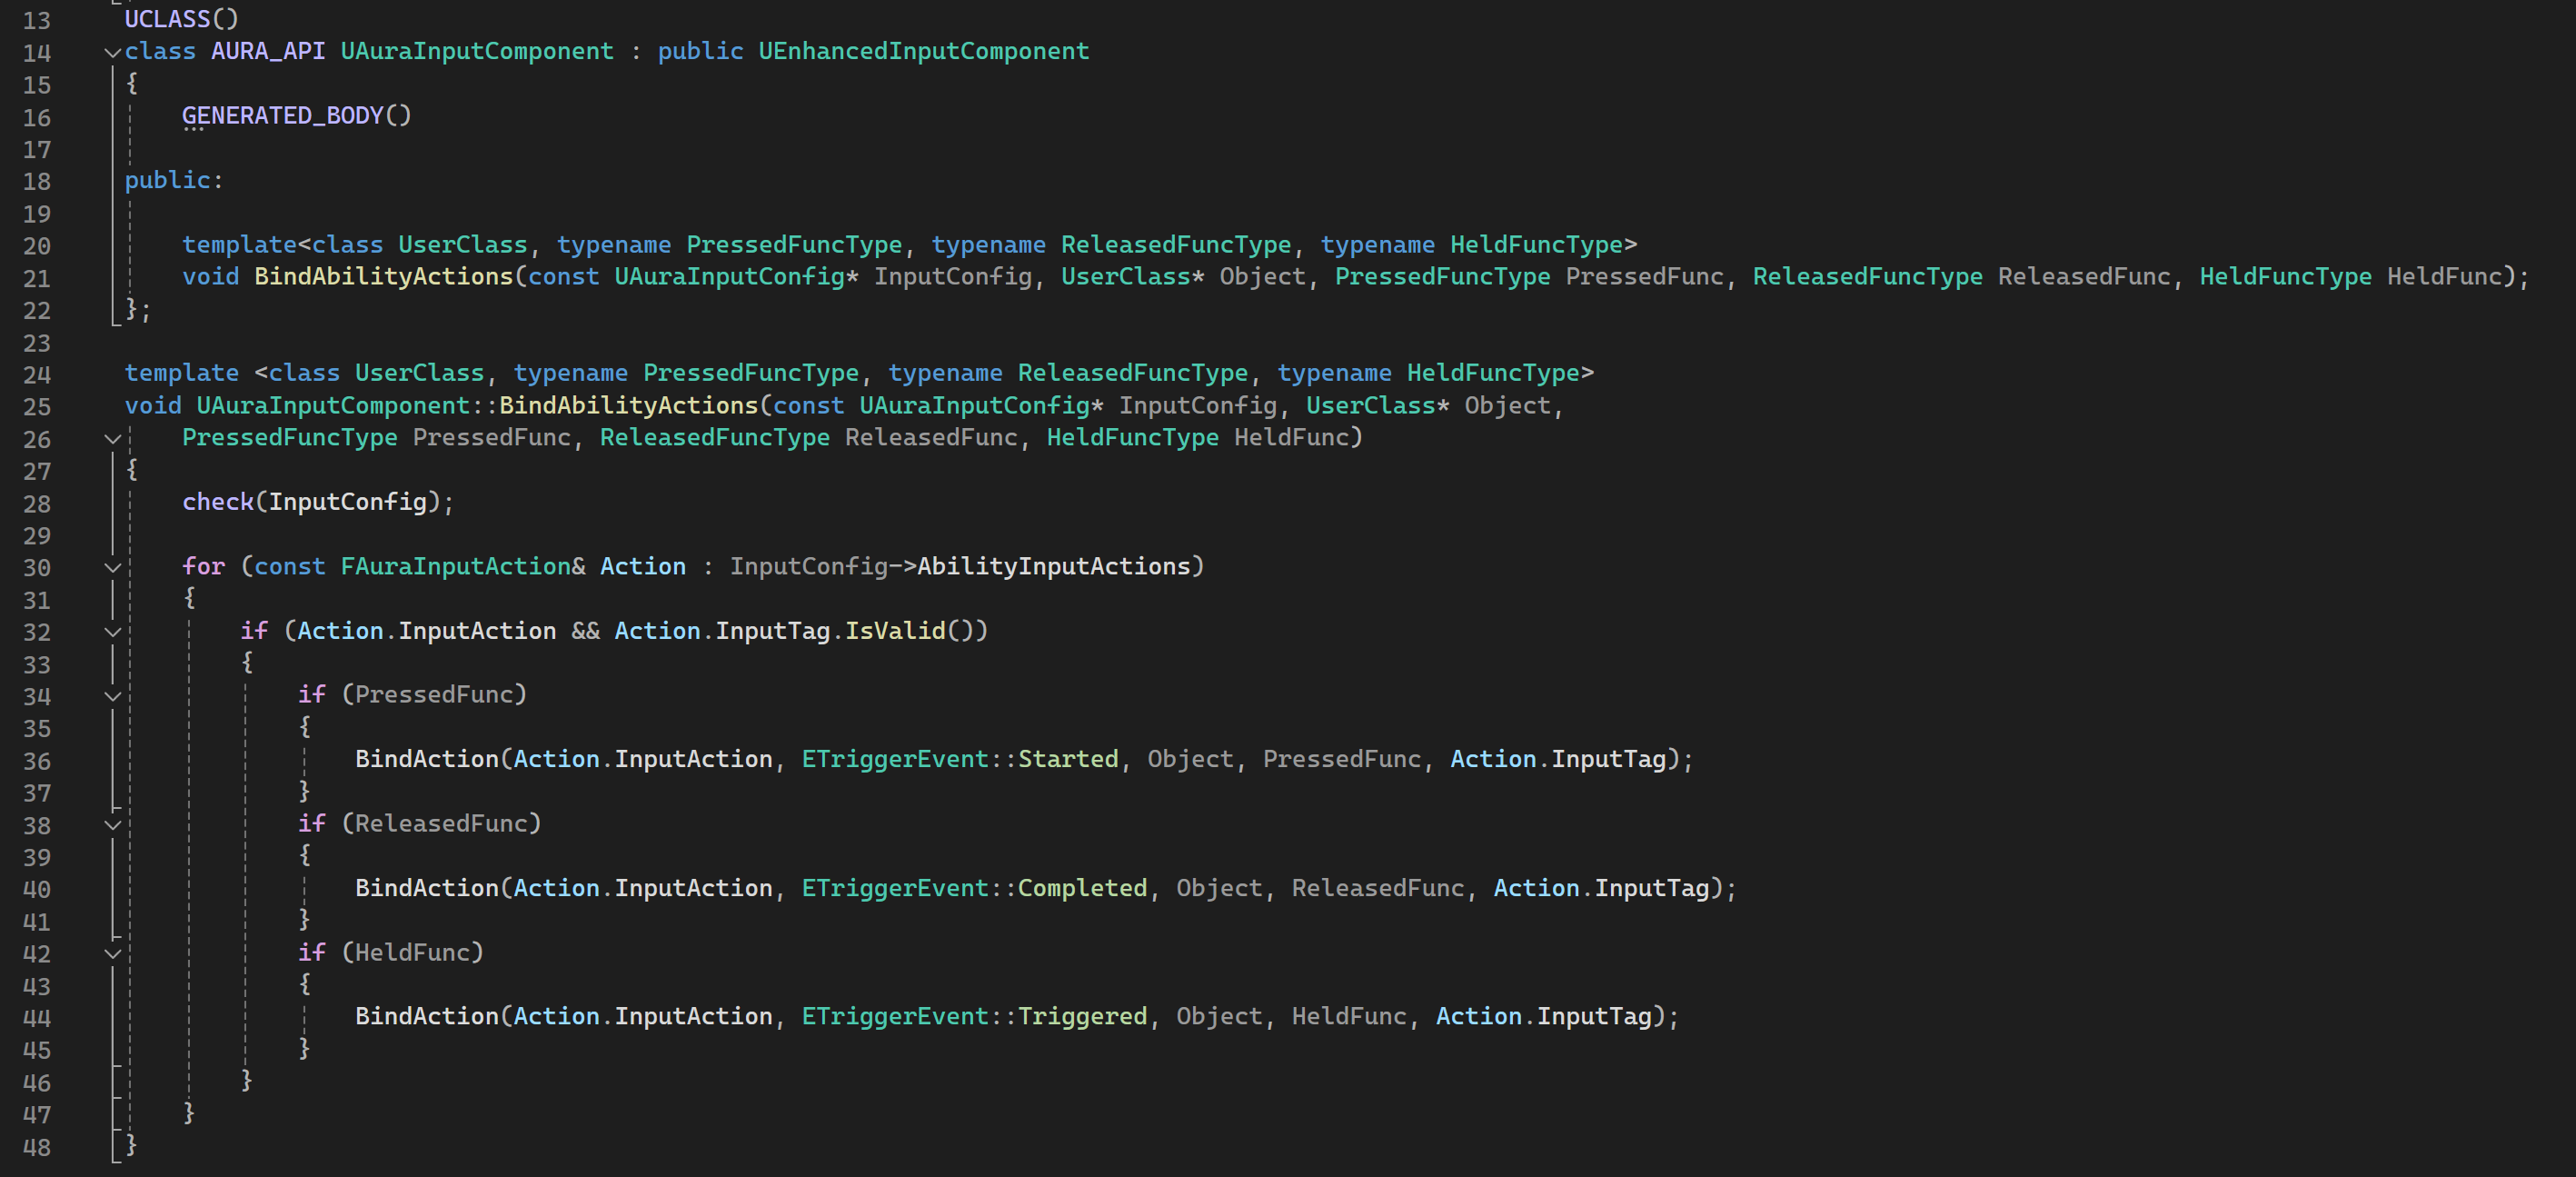 13 UCLASS()
14 class AURA_API UAuraInputComponent : public UEnhancedInputComponent
15 {
16     GENERATED_BODY()
17
18 public:
19
20     template<class UserClass, typename PressedFuncType, typename ReleasedFuncType, typename HeldFuncType>
21     void BindAbilityActions(const UAuraInputConfig* InputConfig, UserClass* Object, PressedFuncType PressedFunc, ReleasedFuncType ReleasedFunc, HeldFuncType HeldFunc);
22 };
23
24 template <class UserClass, typename PressedFuncType, typename ReleasedFuncType, typename HeldFuncType>
25 void UAuraInputComponent::BindAbilityActions(const UAuraInputConfig* InputConfig, UserClass* Object,
26     PressedFuncType PressedFunc, ReleasedFuncType ReleasedFunc, HeldFuncType HeldFunc)
27 {
28     check(InputConfig);
29
30     for (const FAuraInputAction& Action : InputConfig->AbilityInputActions)
31     {
32         if (Action.InputAction && Action.InputTag.IsValid())
33         {
34             if (PressedFunc)
35             {
36                 BindAction(Action.InputAction, ETriggerEvent::Started, Object, PressedFunc, Action.InputTag);
37             }
38             if (ReleasedFunc)
39             {
40                 BindAction(Action.InputAction, ETriggerEvent::Completed, Object, ReleasedFunc, Action.InputTag);
41             }
42             if (HeldFunc)
43             {
44                 BindAction(Action.InputAction, ETriggerEvent::Triggered, Object, HeldFunc, Action.InputTag);
45             }
46         }
47     }
48 }